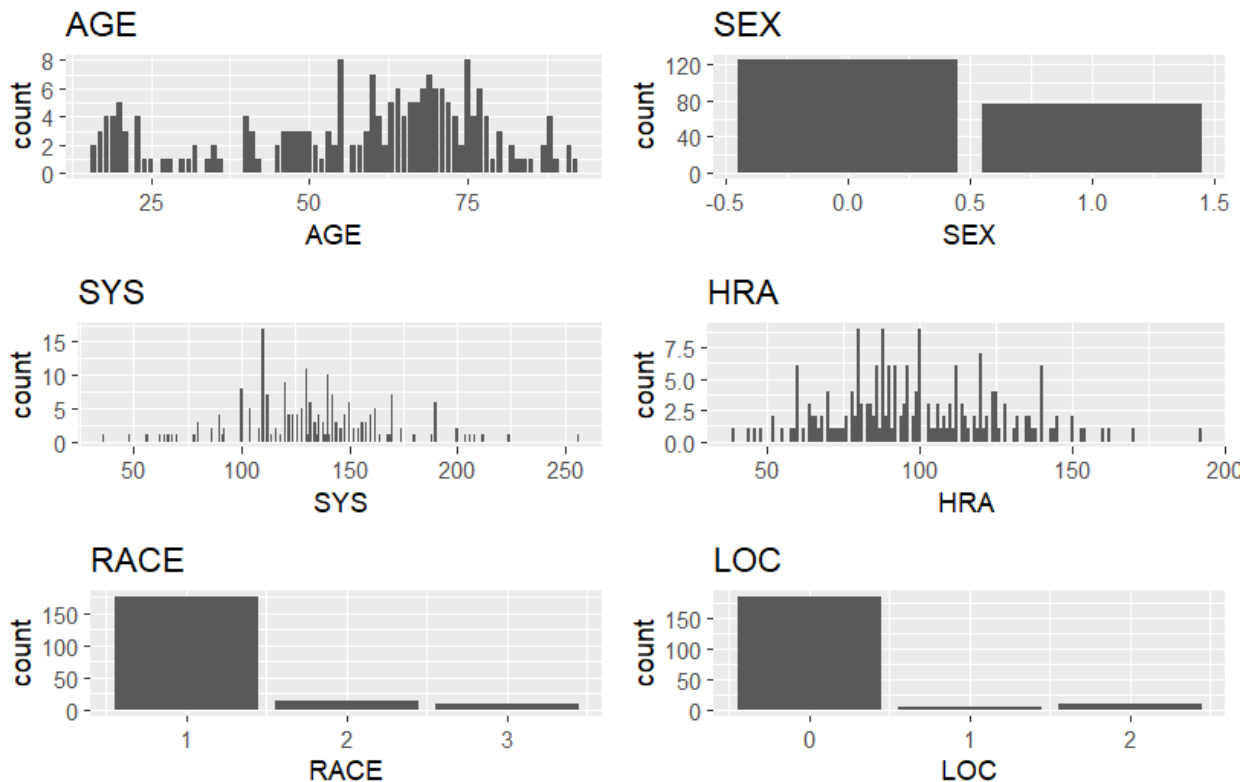 AGE
8
6
4
2
0
count
25 50 75
AGE
SEX
120
80
40
0
count
-0.5 0.0 0.5 1.0 1.5
SEX
SYS
15
10
5
0
count
50 100 150 200 250
SYS
HRA
7.5
5.0
2.5
0.0
count
50 100 150 200
HRA
RACE
150
100
50
0
count
1 2 3
RACE
LOC
150
100
50
0
count
0 1 2
LOC